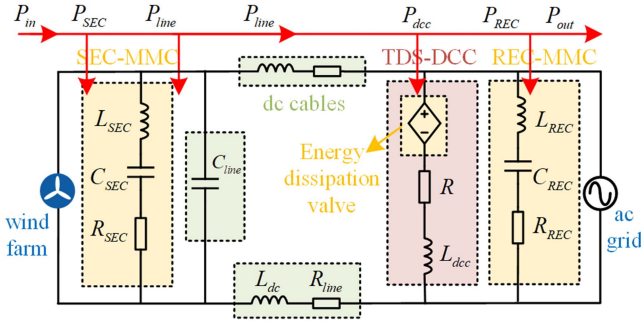 P_in P_SEC P_line P_line P_dcc P_REC P_out
SEC-MMC TDS-DCC REC-MMC
dc cables
L_SEC
C_SEC
R_SEC
C_line
wind
farm
+
−
Energy
dissipation
valve
R
L_dcc
L_REC
C_REC
R_REC
ac
grid
L_dc R_line